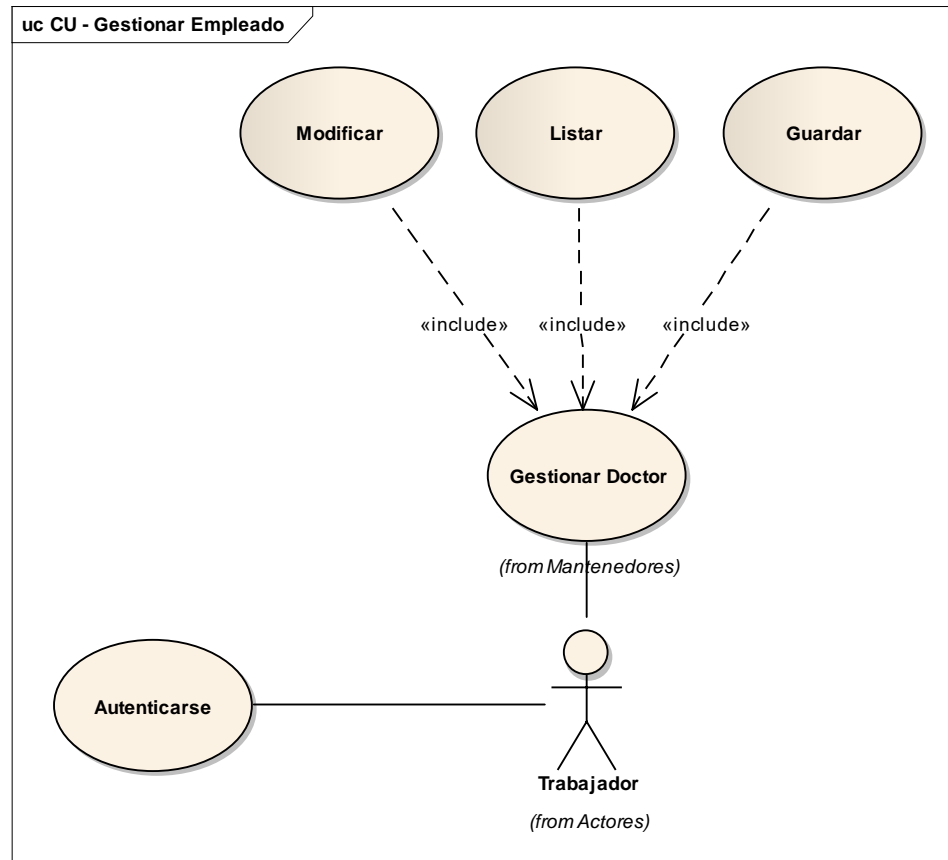 uc CU - Gestionar Empleado
Modificar
Listar
Guardar
«include»
«include»
«include»
Gestionar Doctor
(from Mantenedores)
Autenticarse
Trabajador
(from Actores)